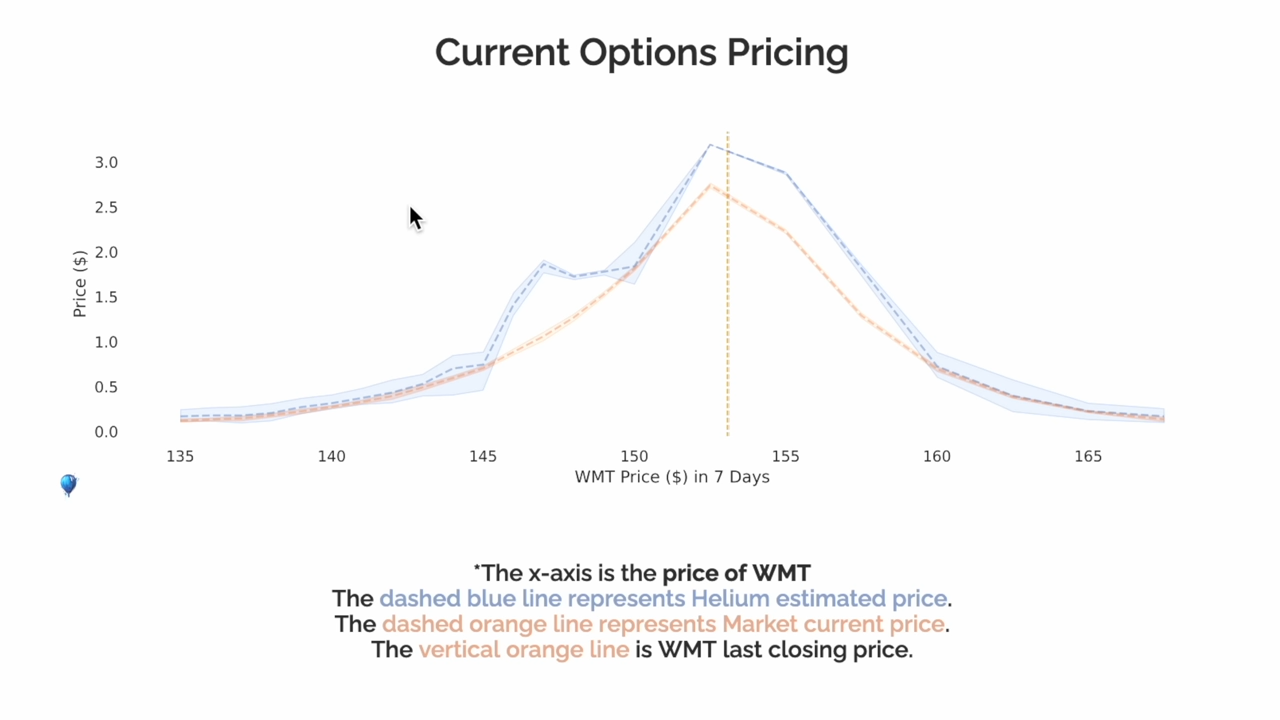 Current Options Pricing
3.0
2.5
2.0
1.5
1.0
0.5
0.0
Price ($)
135 140 145 150 155 160 165
WMT Price ($) in 7 Days
*The x-axis is the price of WMT
The dashed blue line represents Helium estimated price.
The dashed orange line represents Market current price.
The vertical orange line is WMT last closing price.